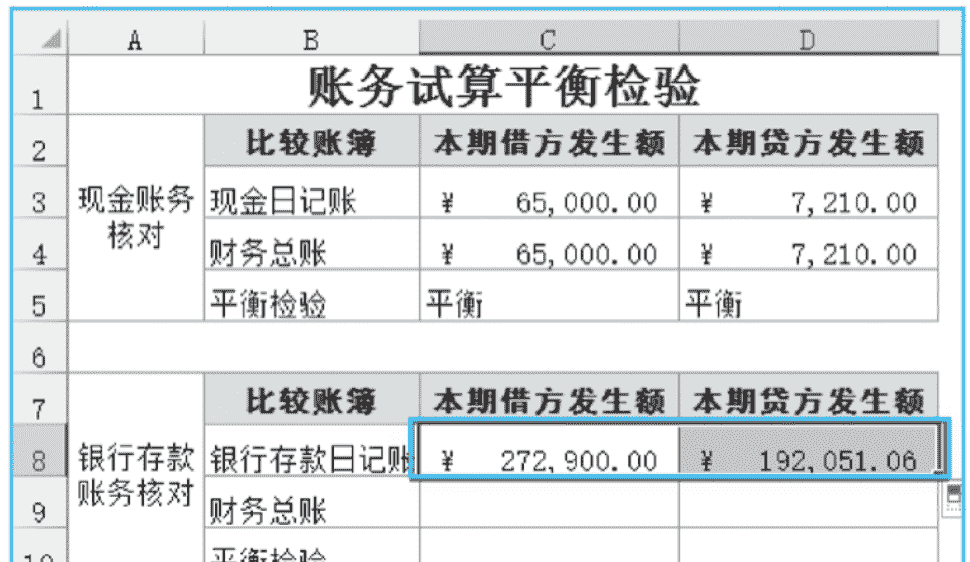 A B C D
1 账务试算平衡检验
2 比较账簿 本期借方发生额 本期贷方发生额
3 现金账务 现金日记账 ¥ 65,000.00 ¥ 7,210.00
核对
4 财务总账 ¥ 65,000.00 ¥ 7,210.00
5 平衡检验 平衡 平衡
6
7 比较账簿 本期借方发生额 本期贷方发生额
8 银行存款 银行存款日记账 ¥ 272,900.00 ¥ 192,051.06
账务核对
9 财务总账
10 平衡检验